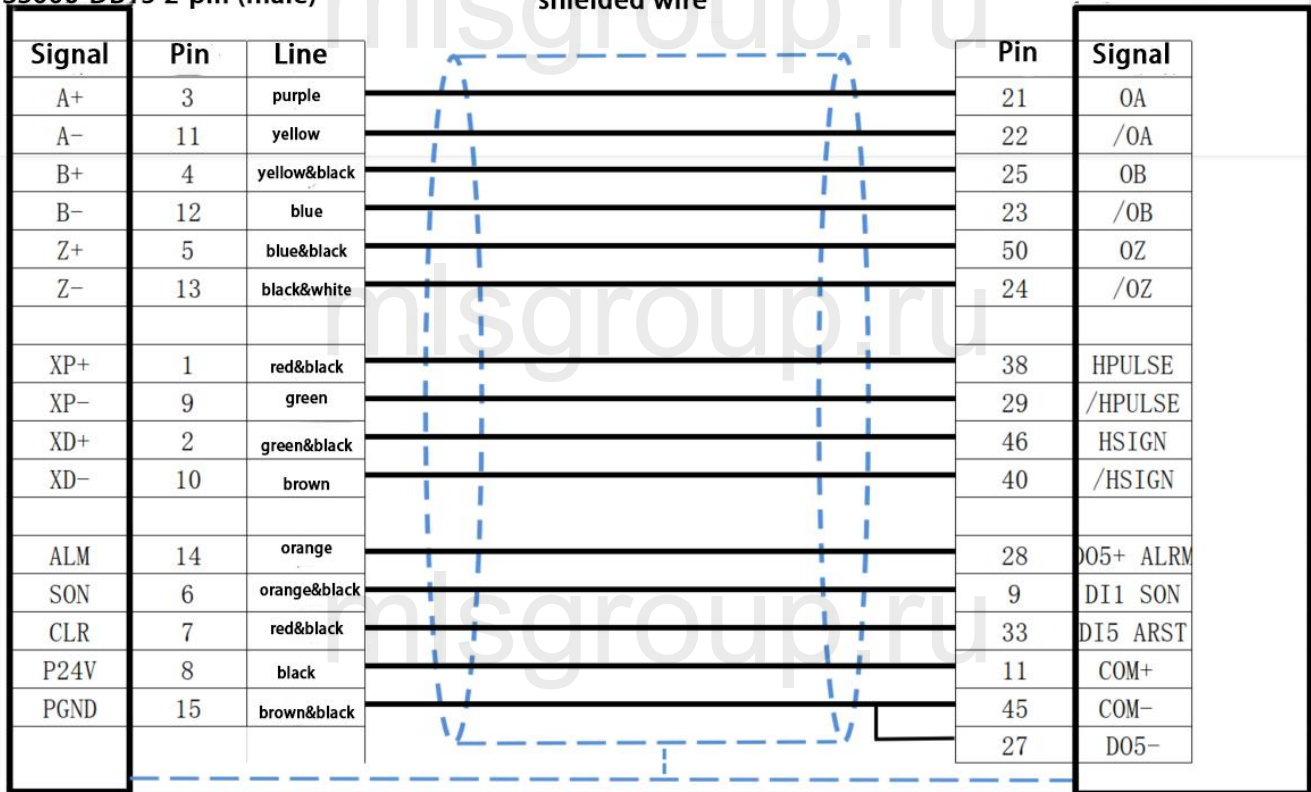 (male)
shielded wire
Signal Pin Line Pin Signal
A+ 3 purple 21 OA
A- 11 yellow 22 /OA
B+ 4 yellow&black 25 OB
B- 12 blue 23 /OB
Z+ 5 blue&black 50 OZ
Z- 13 black&white 24 /OZ
XP+ 1 red&black 38 HPULSE
XP- 9 green 29 /HPULSE
XD+ 2 green&black 46 HSIGN
XD- 10 brown 40 /HSIGN
ALM 14 orange 28 DO5+ ALRM
SON 6 orange&black 9 DI1 SON
CLR 7 red&black 33 DI5 ARST
P24V 8 black 11 COM+
PGND 15 brown&black 45 COM-
27 DO5-
mlsgroup.ru
mlsgroup.ru
mlsgroup.ru